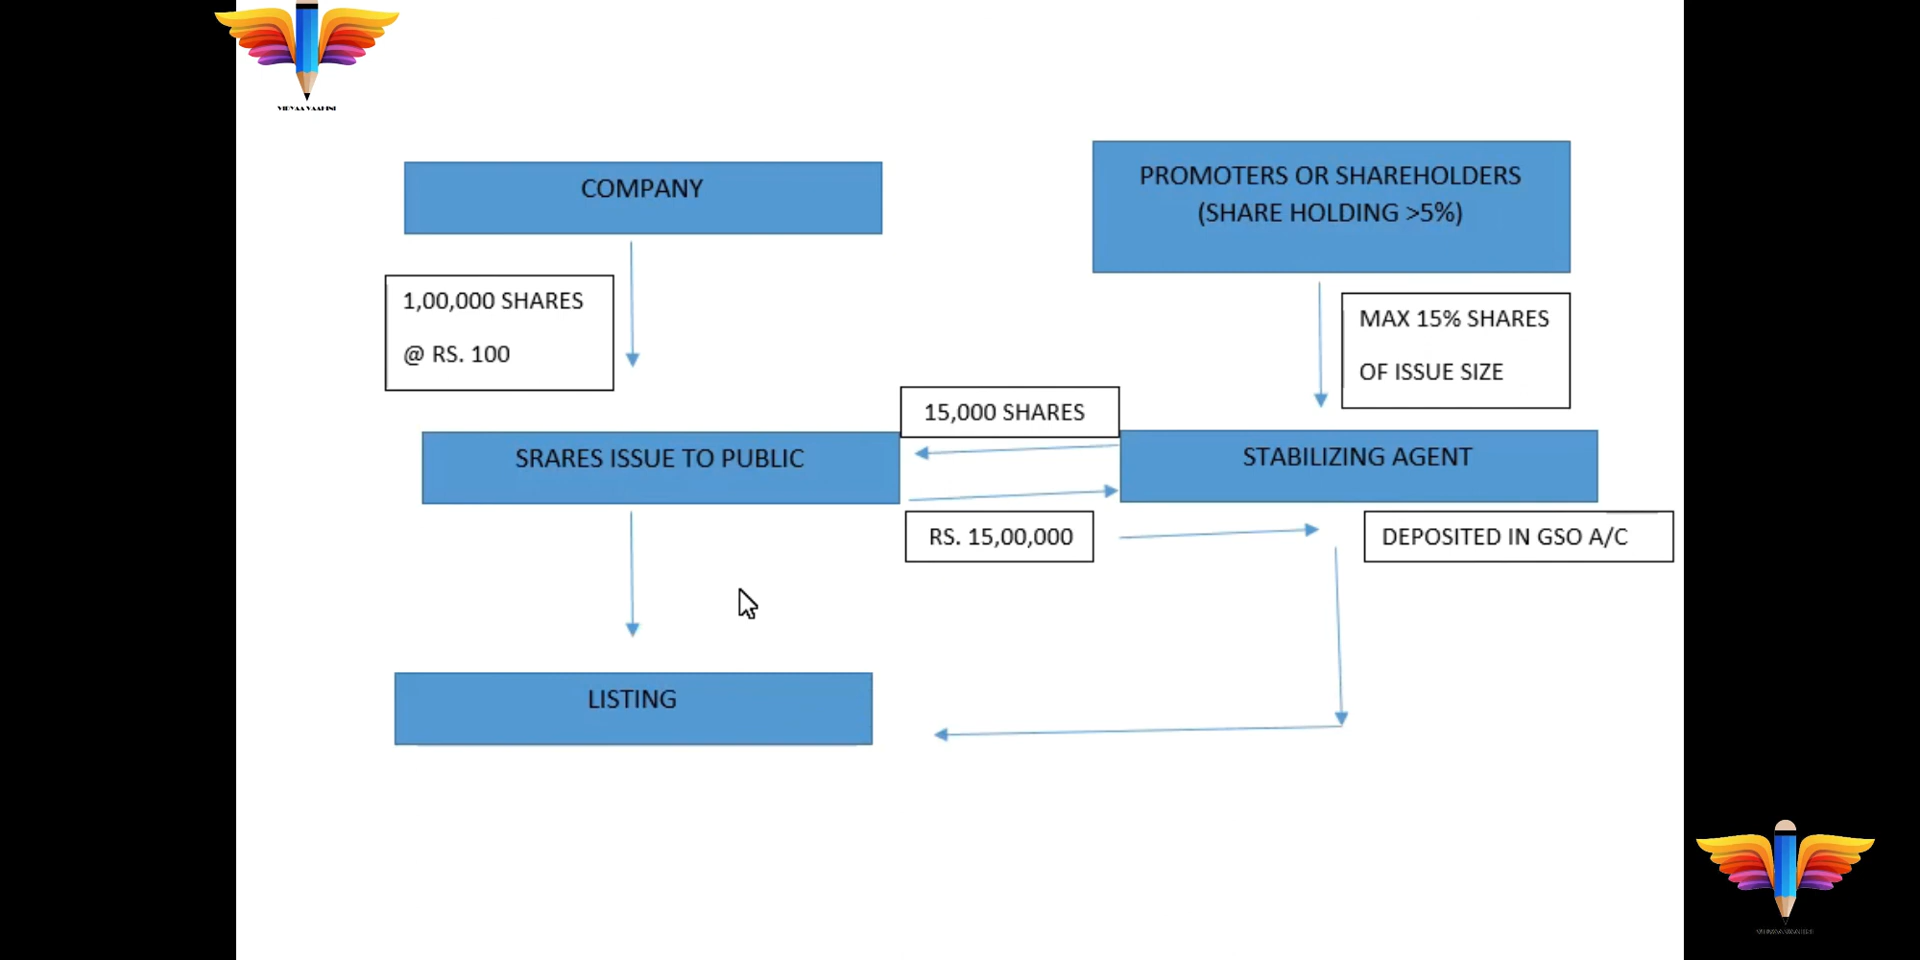 COMPANY
PROMOTERS OR SHAREHOLDERS
(SHARE HOLDING >5%)
1,00,000 SHARES
@ RS. 100
MAX 15% SHARES
OF ISSUE SIZE
15,000 SHARES
SRARES ISSUE TO PUBLIC
STABILIZING AGENT
RS. 15,00,000
DEPOSITED IN GSO A/C
LISTING